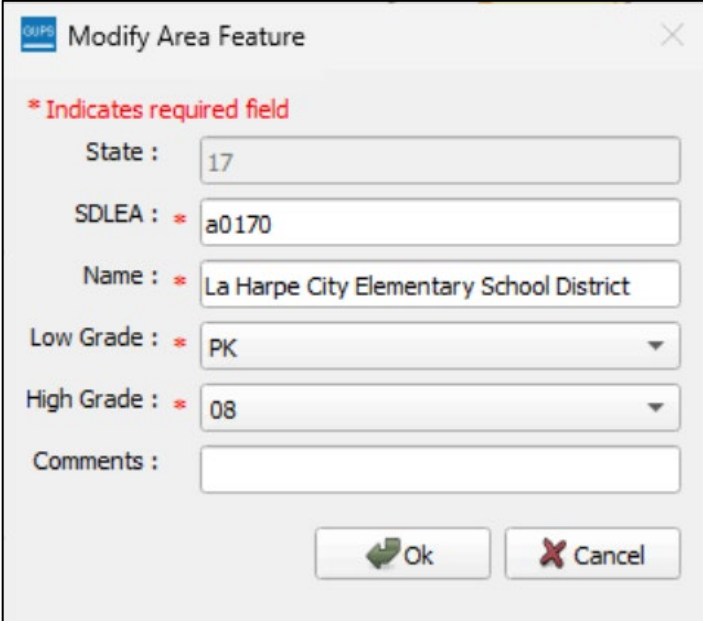 GUPS Modify Area Feature
* Indicates required field
State : 17
SDLEA : * a0170
Name : * La Harpe City Elementary School District
Low Grade : * PK
High Grade : * 08
Comments :
Ok Cancel